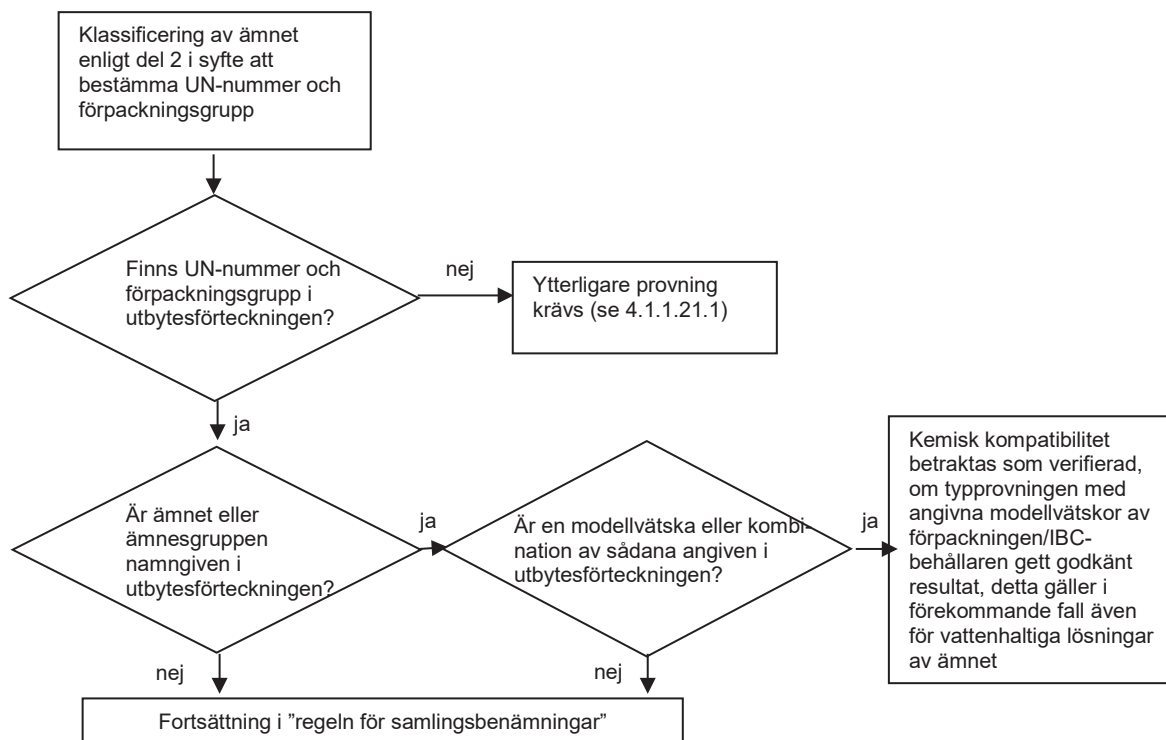 Klassificering av ämnet
enligt del 2 i syfte att
bestämma UN-nummer och
förpackningsgrupp
Finns UN-nummer och
förpackningsgrupp i
utbytesförteckningen?
nej
Ytterligare provning
krävs (se 4.1.1.21.1)
ja
Är ämnet eller
ämnesgruppen
namngiven i
utbytesförteckningen?
ja
Är en modellvätska eller kombi-
nation av sådana angiven i
utbytesförteckningen?
ja
Kemisk kompatibilitet
betraktas som verifierad,
om typprovningen med
angivna modellvätskor av
förpackningen/IBC-
behållaren gett godkänt
resultat, detta gäller i
förekommande fall även
för vattenhaltiga lösningar
av ämnet
nej
nej
Fortsättning i ”regeln för samlingsbenämningar”